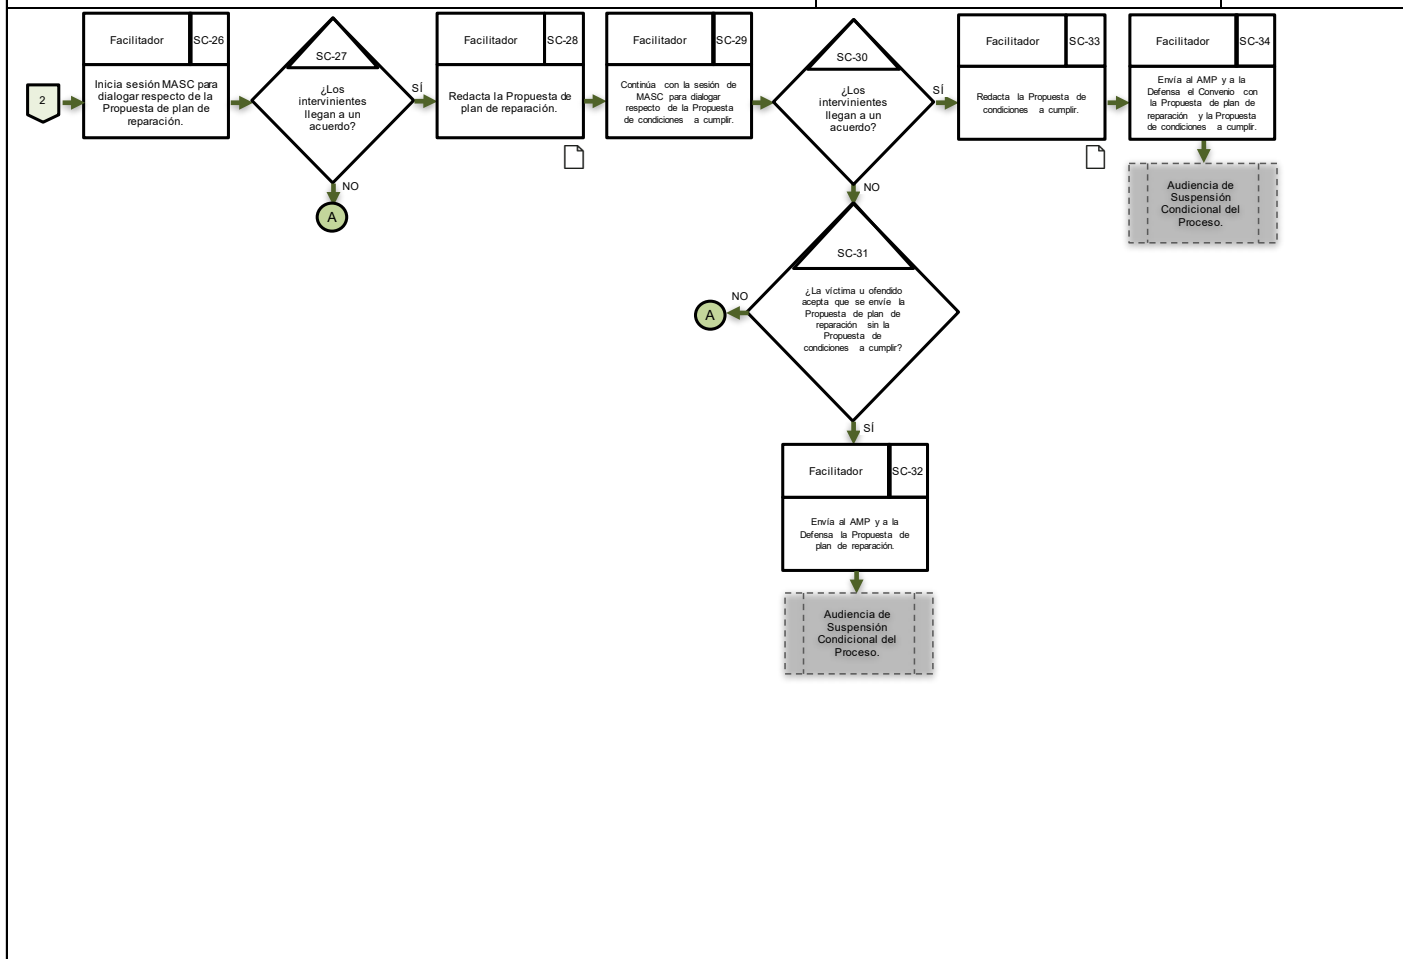 2
Facilitador
SC-26
Inicia sesión MASC para
dialogar respecto de la
Propuesta de plan de
reparación.
SC-27
¿Los
intervinientes
llegan a un
acuerdo?
SÍ
NO
A
Facilitador
SC-28
Redacta la Propuesta de
plan de reparación.
Facilitador
SC-29
Continúa con la sesión de
MASC para dialogar
respecto de la Propuesta
de condiciones a cumplir.
SC-30
¿Los
intervinientes
llegan a un
acuerdo?
SÍ
NO
Facilitador
SC-33
Redacta la Propuesta de
condiciones a cumplir.
Facilitador
SC-34
Envía al AMP y a la
Defensa el Convenio con
la Propuesta de plan de
reparación y la Propuesta
de condiciones a cumplir.
Audiencia de
Suspensión
Condicional del
Proceso.
SC-31
¿La víctima u ofendido
acepta que se envíe la
Propuesta de plan de
reparación sin la
Propuesta de
condiciones a cumplir?
NO
A
SÍ
Facilitador
SC-32
Envía al AMP y a la
Defensa la Propuesta de
plan de reparación.
Audiencia de
Suspensión
Condicional del
Proceso.